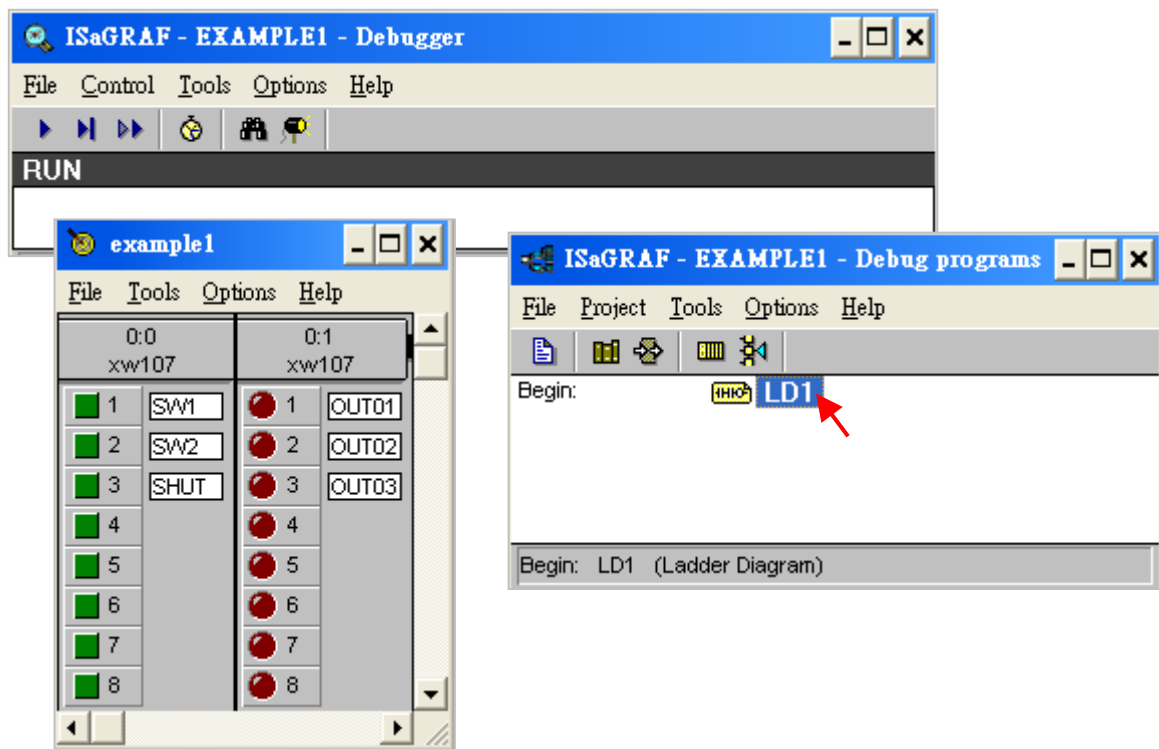 ISaGRAF - EXAMPLE1 - Debugger
File Control Tools Options Help
RUN
example1
File Tools Options Help
0:0 0:1
xw107 xw107
1 SW1 1 OUT01
2 SW2 2 OUT02
3 SHUT 3 OUT03
4 4
5 5
6 6
7 7
8 8
ISaGRAF - EXAMPLE1 - Debug programs
File Project Tools Options Help
Begin: LD1
Begin: LD1 (Ladder Diagram)